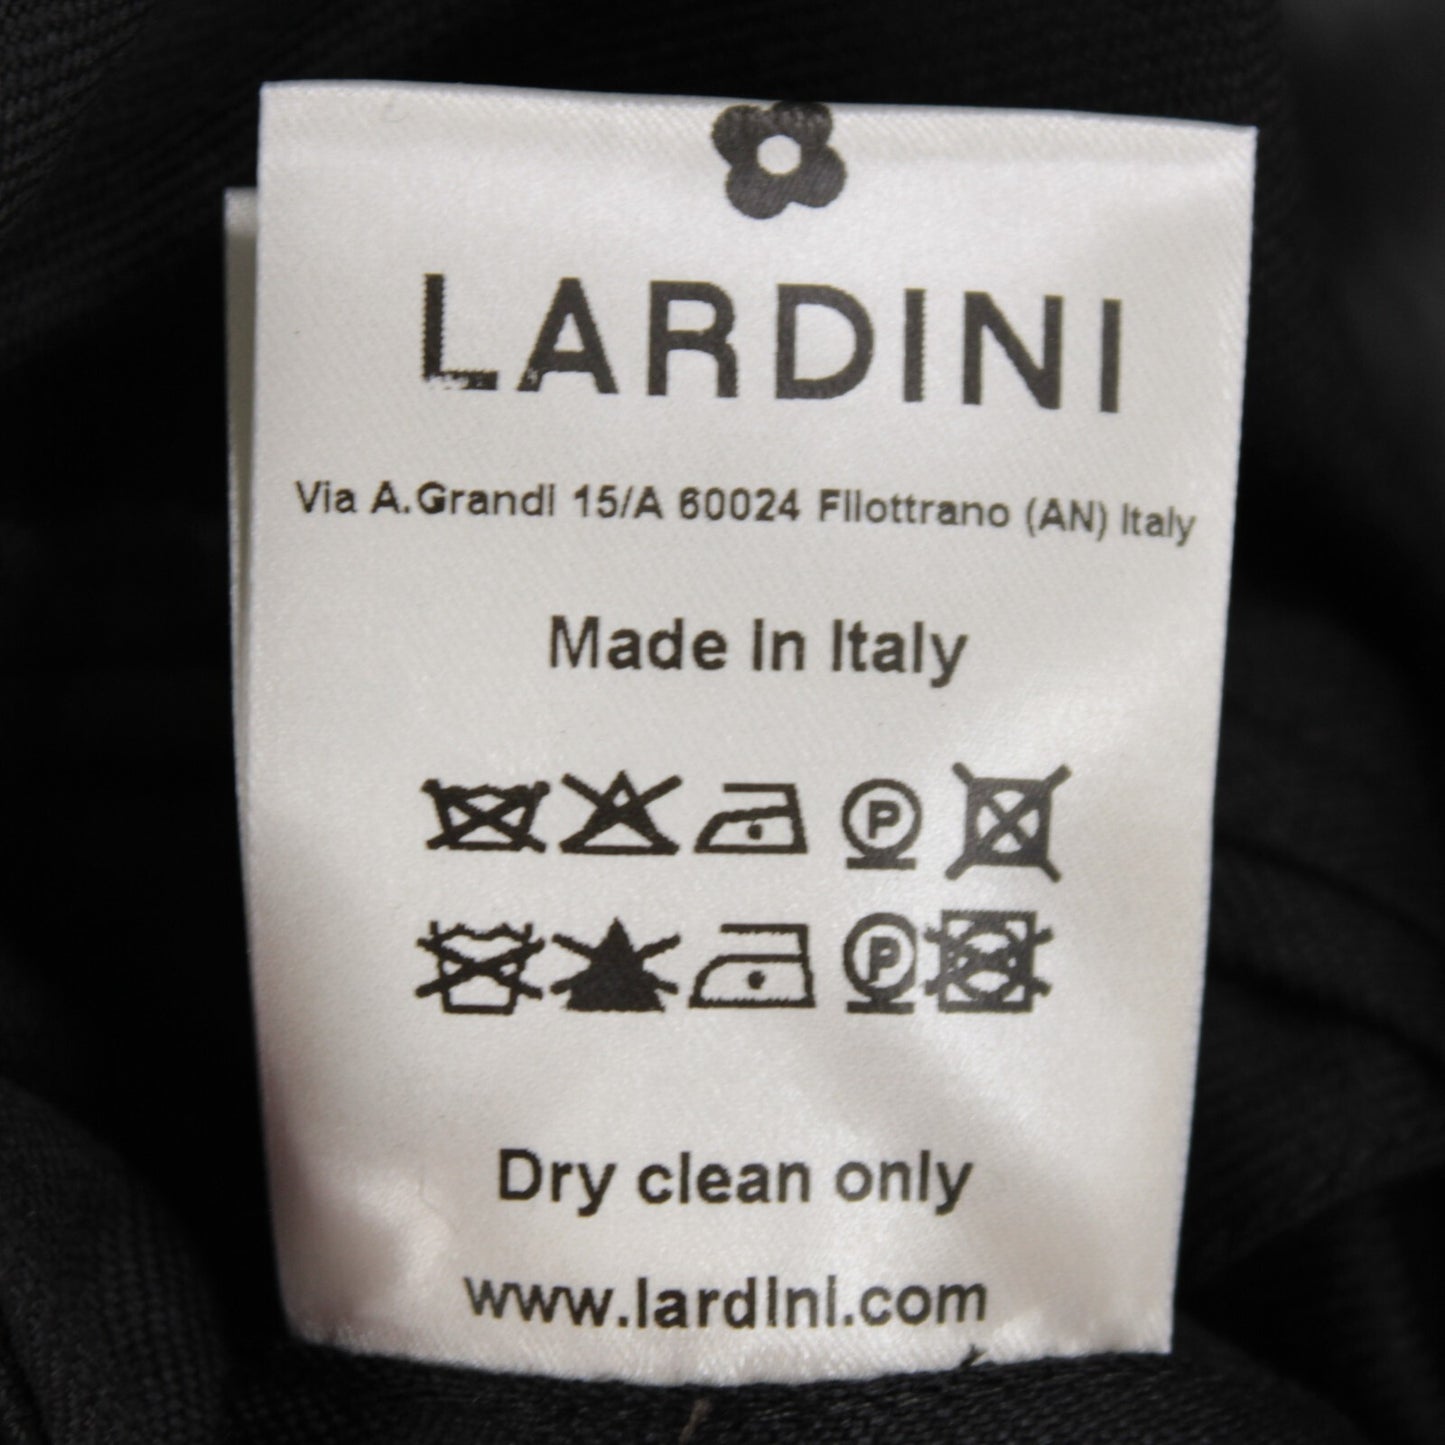 LARDINI
Via A.Grandi 15/A 60024 Filottrano (AN) Italy
Made In Italy
P
P
Dry clean only
www.lardini.com